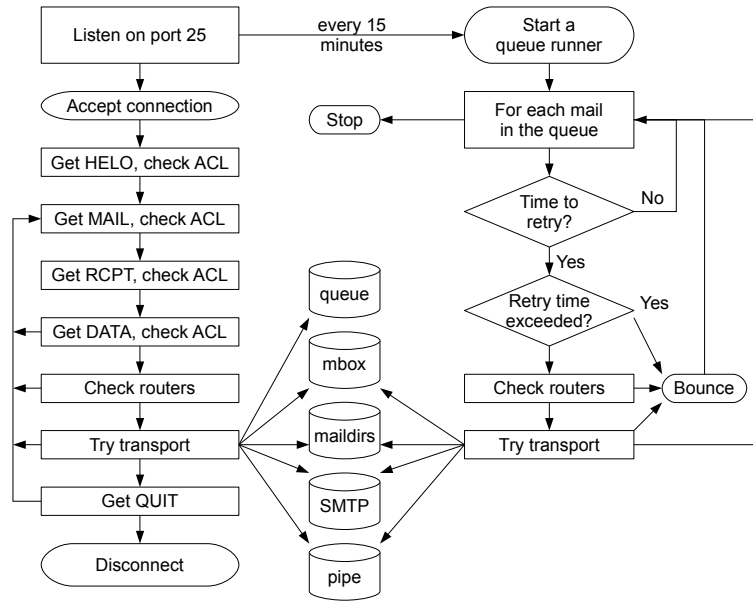 Listen on port 25
every 15
minutes
Start a
queue runner
Accept connection
Stop
For each mail
in the queue
Get HELO, check ACL
Get MAIL, check ACL
Time to
retry?
No
Get RCPT, check ACL
Yes
queue
Get DATA, check ACL
Retry time
exceeded?
Yes
mbox
Check routers
Check routers
Bounce
maildirs
Try transport
Try transport
Get QUIT
SMTP
Disconnect
pipe